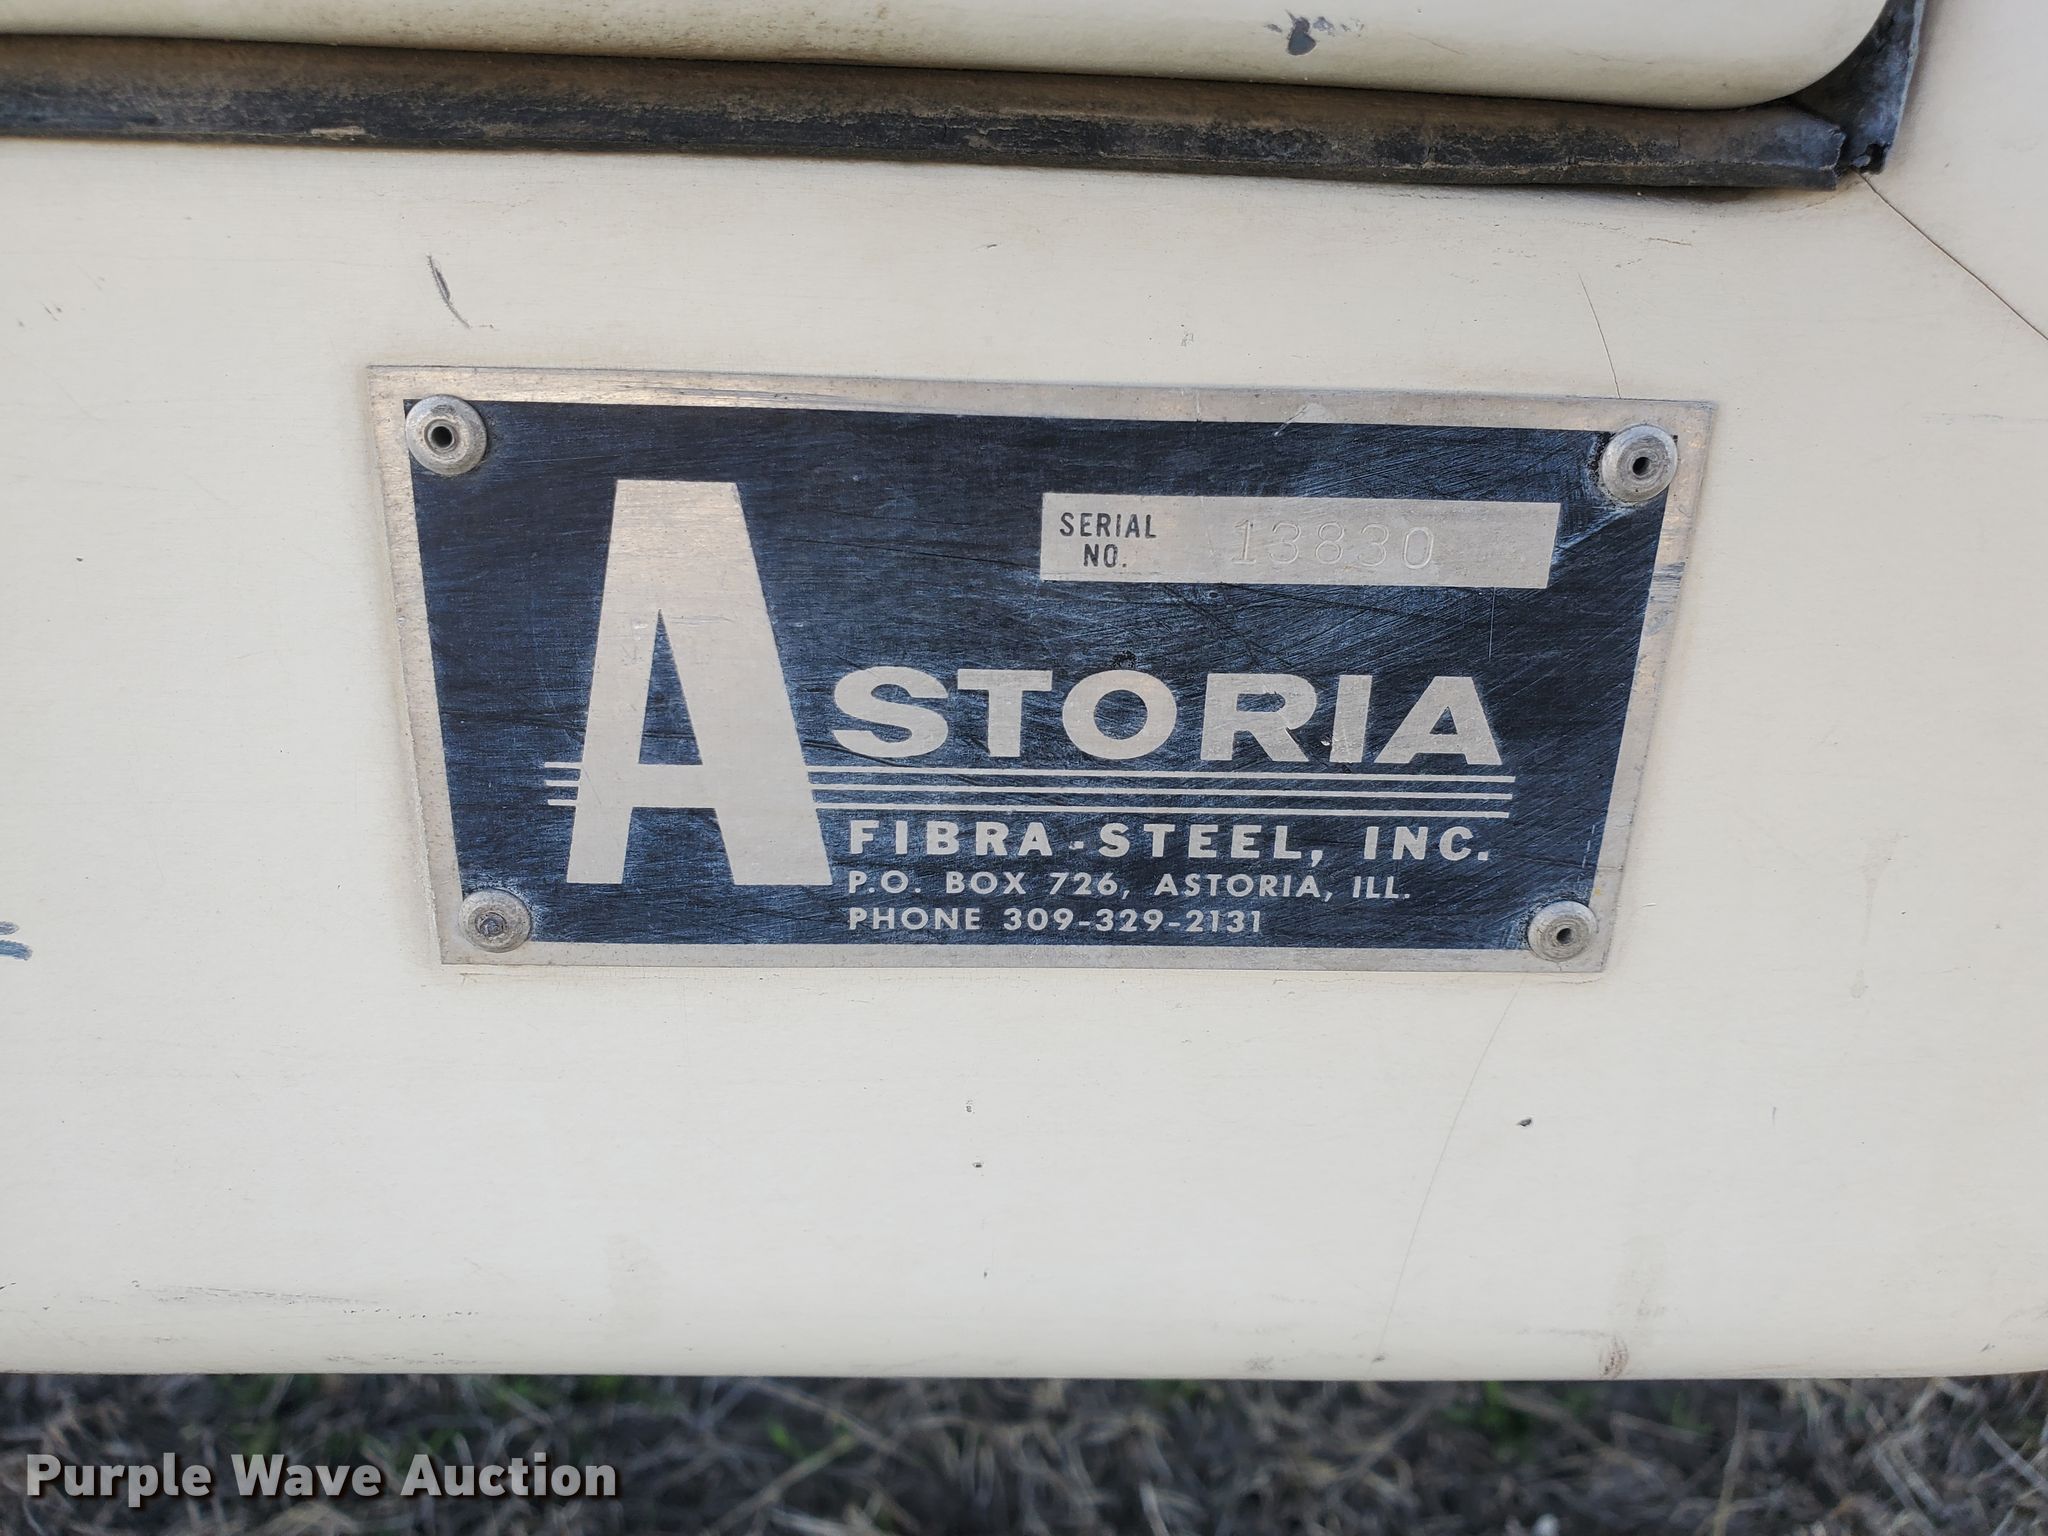 SERIAL NO. 13830
ASTORIA
FIBRA-STEEL, INC.
P.O. BOX 726, ASTORIA, ILL.
PHONE 309-329-2131
Purple Wave Auction